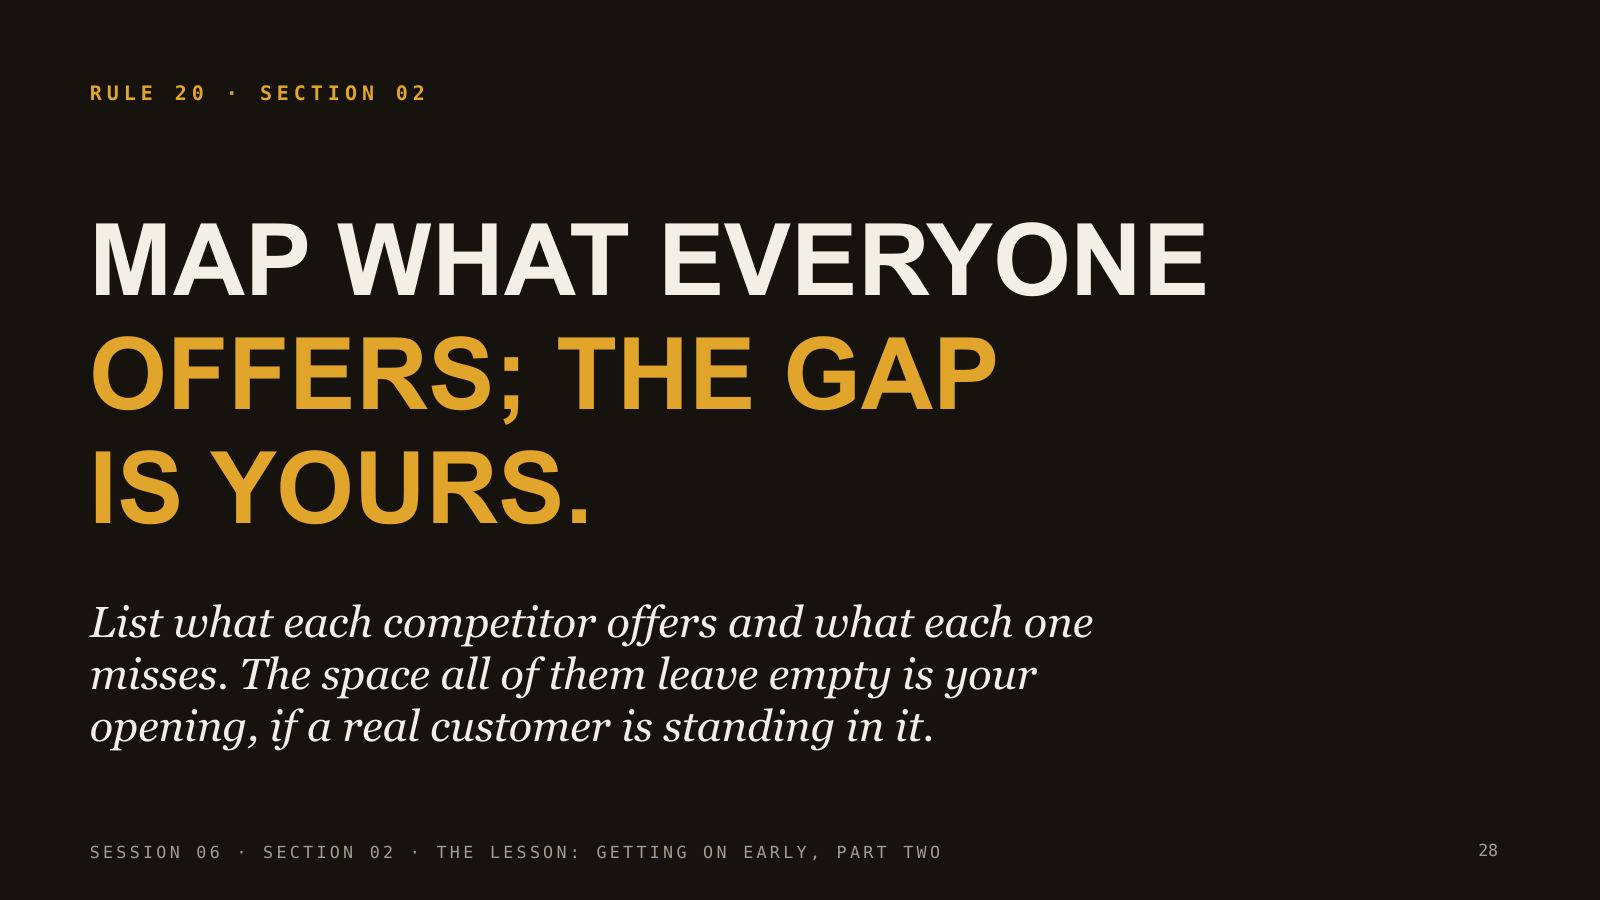 RULE 20 · SECTION 02
MAP WHAT EVERYONE
OFFERS; THE GAP
IS YOURS.
List what each competitor offers and what each one
misses. The space all of them leave empty is your
opening, if a real customer is standing in it.
SESSION 06 · SECTION 02 · THE LESSON: GETTING ON EARLY, PART TWO
28